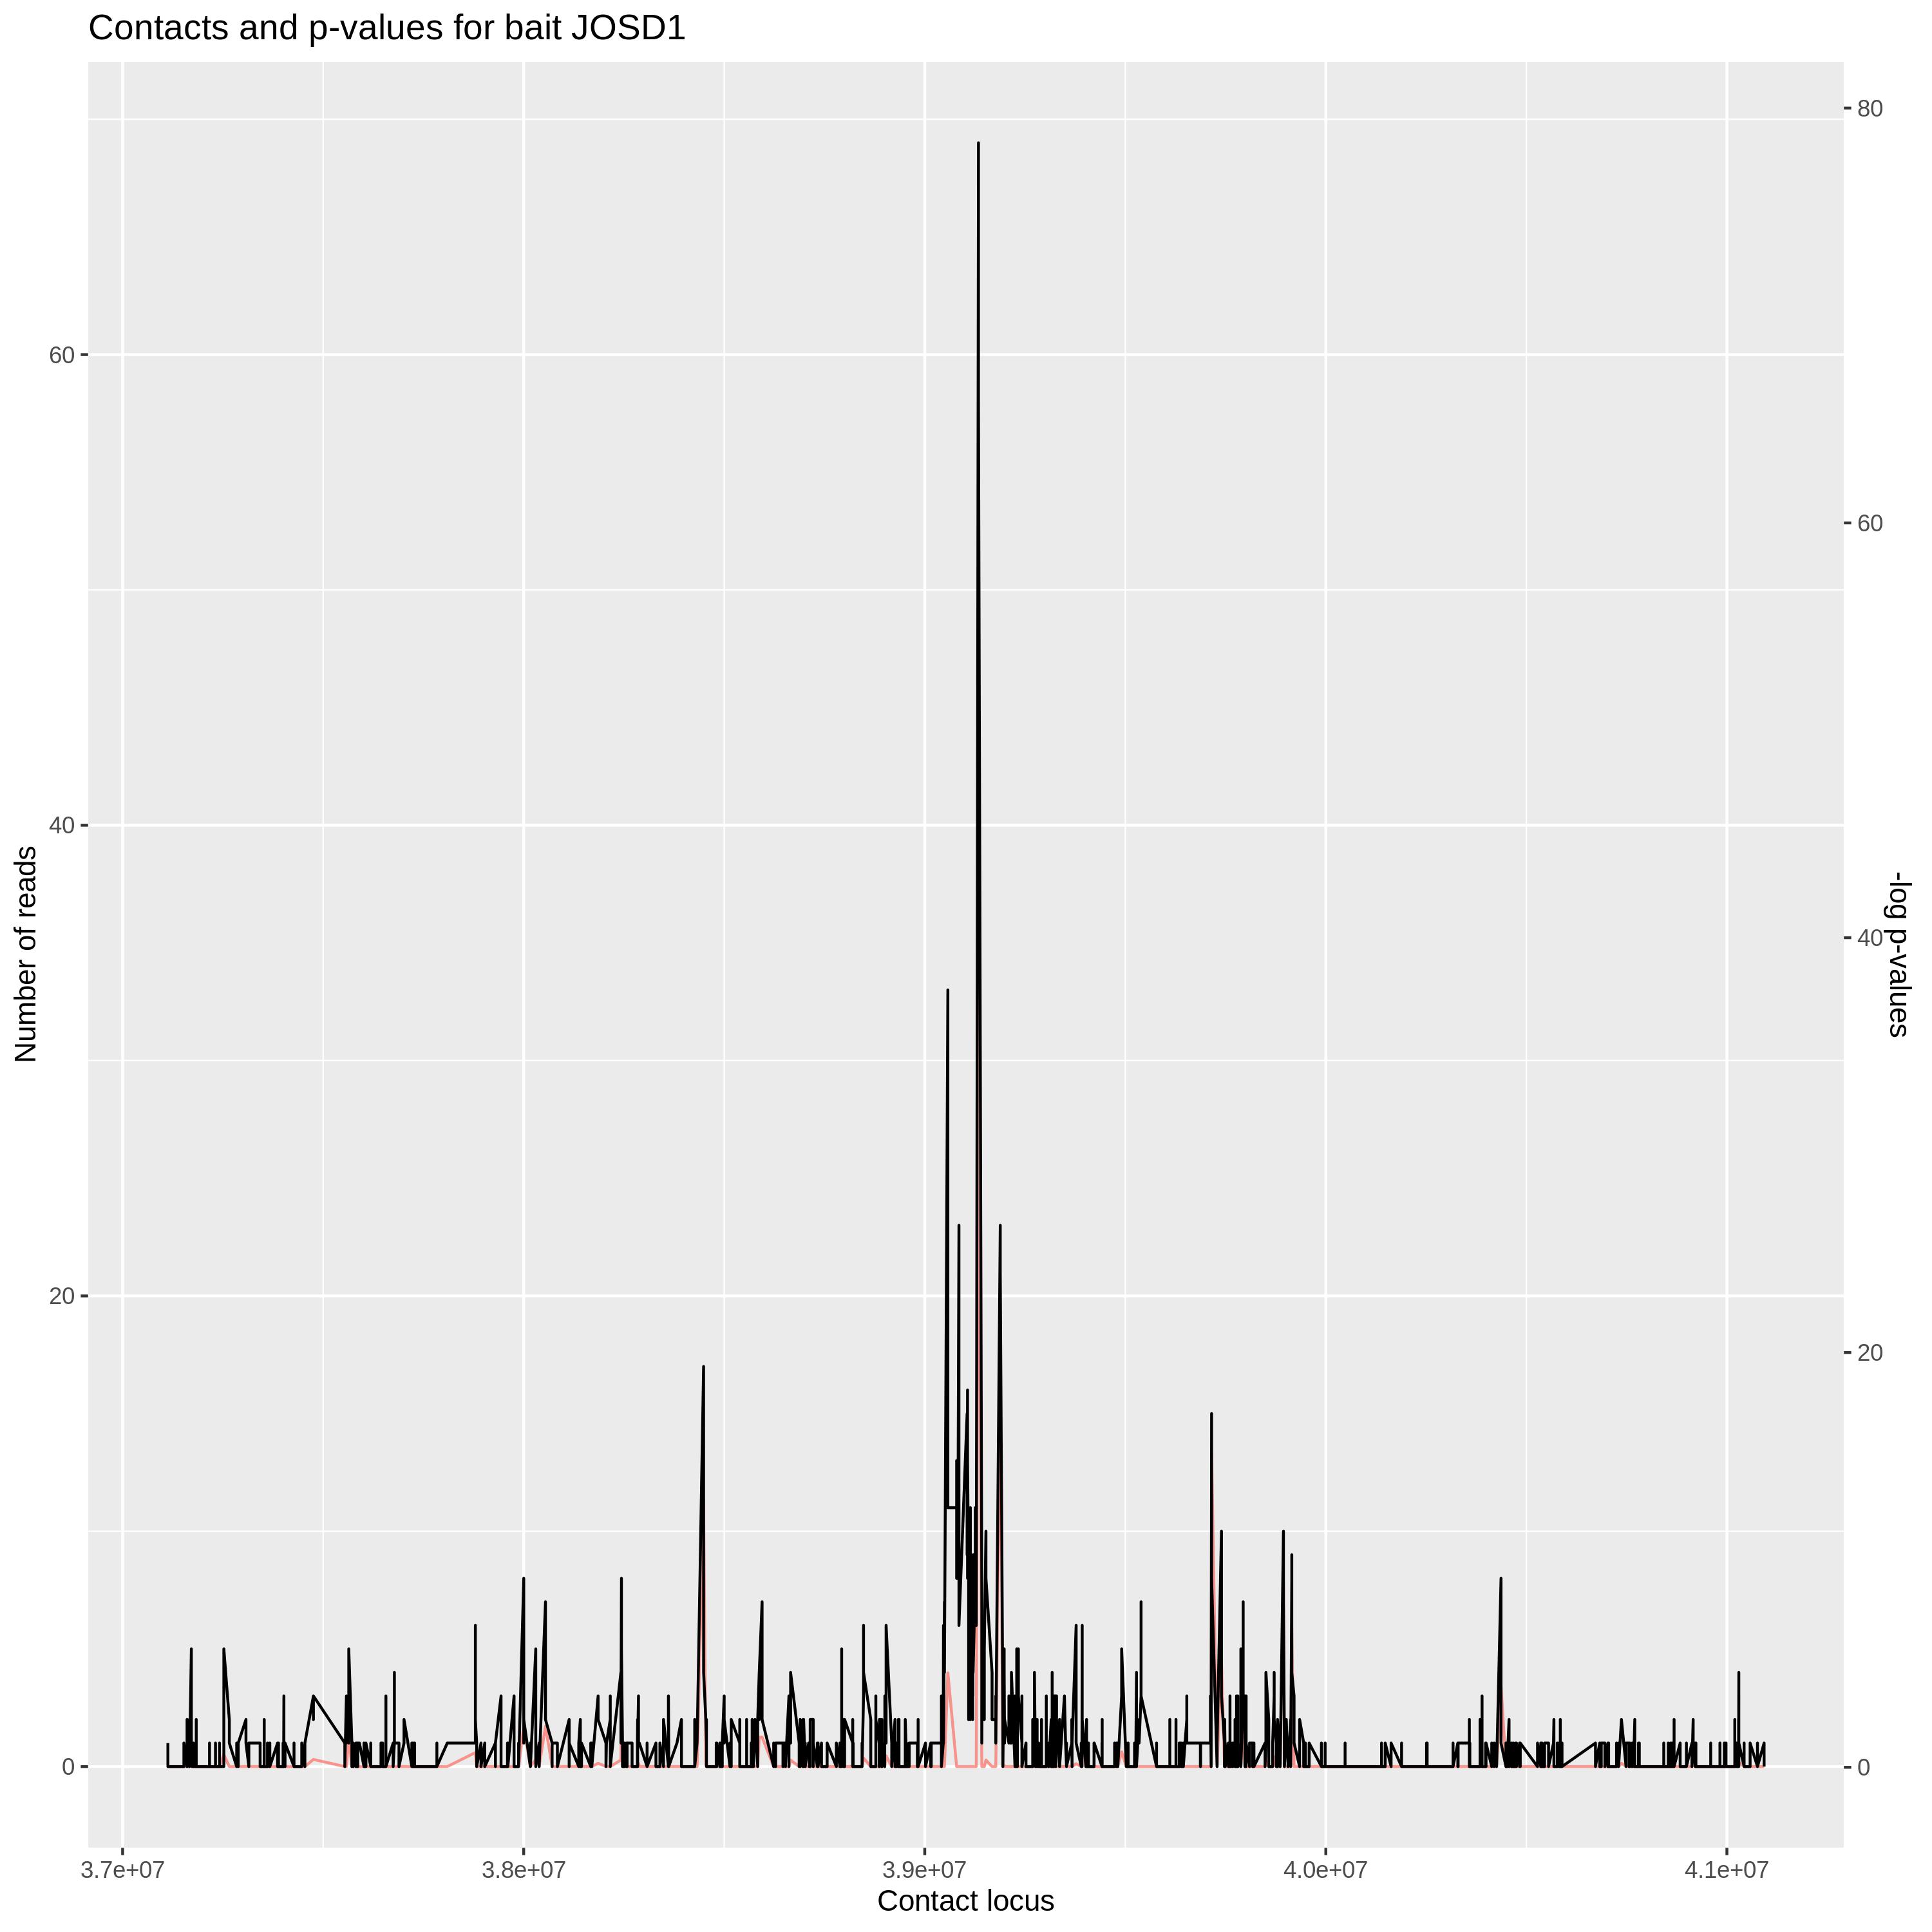 Contacts and p-values for bait JOSD1
80
60
60
40
40
20
20
0
0
Number of reads
-log p-values
3.7e+07 3.8e+07 3.9e+07 4.0e+07 4.1e+07
Contact locus